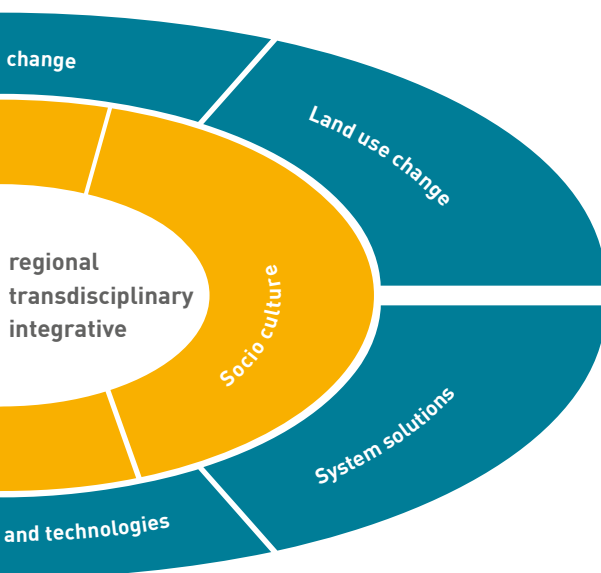 change
Land use change
regional
transdisciplinary
integrative
Socio culture
System solutions
and technologies